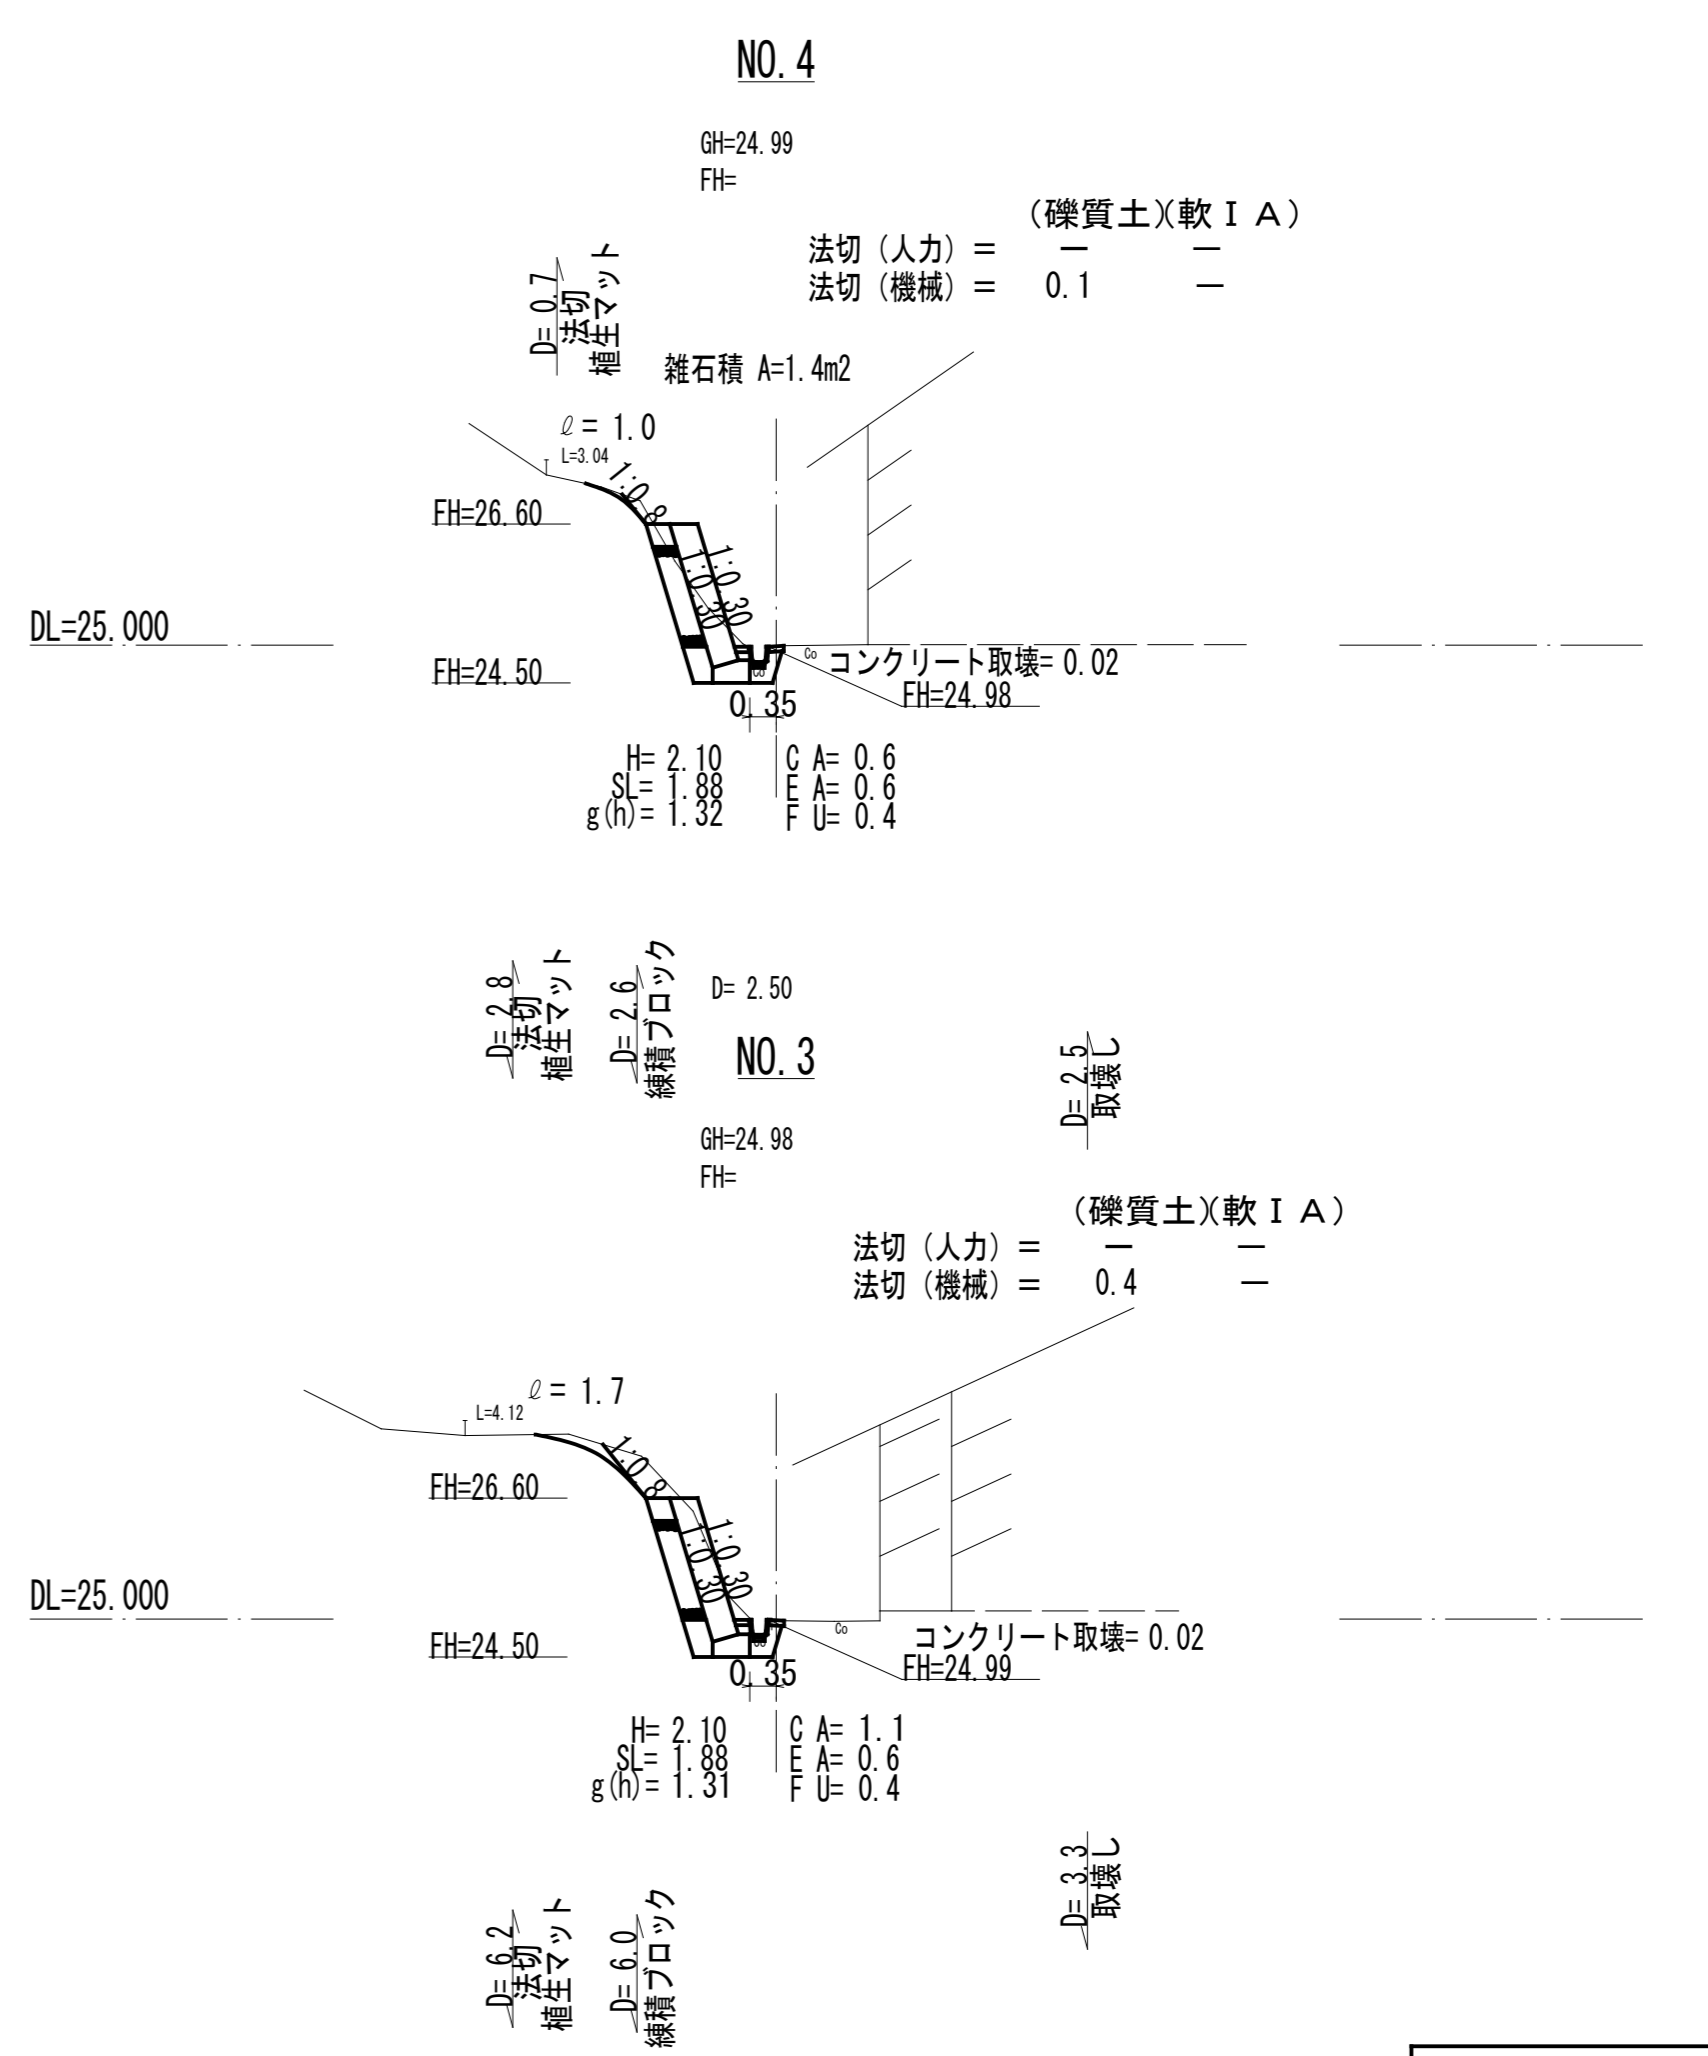 NO.4
GH=24.99
FH=
(礫質土)(軟ⅠA)
法切(人力)= ー ー
法切(機械)= 0.1 ー
D= 0.7
法切
植生マット
雑石積 A=1.4m2
ℓ= 1.0
L=3.04
1:0.8
FH=26.60
1:0.30
1:0.30
DL=25.000
Co
コンクリート取壊= 0.02
FH=24.50
FH=24.98
0.35
H= 2.10
SL= 1.88
g(h)= 1.32
C A= 0.6
E A= 0.6
F U= 0.4
D= 2.8
法切
植生マット
D= 2.6
練積ブロック
D= 2.50
NO.3
D= 2.5
取壊し
GH=24.98
FH=
(礫質土)(軟ⅠA)
法切(人力)= ー ー
法切(機械)= 0.4 ー
ℓ= 1.7
L=4.12
1:0.8
FH=26.60
1:0.30
1:0.30
DL=25.000
Co
コンクリート取壊= 0.02
FH=24.50
FH=24.99
0.35
H= 2.10
SL= 1.88
g(h)= 1.31
C A= 1.1
E A= 0.6
F U= 0.4
D= 3.3
取壊し
D= 6.2
法切
植生マット
D= 6.0
練積ブロック